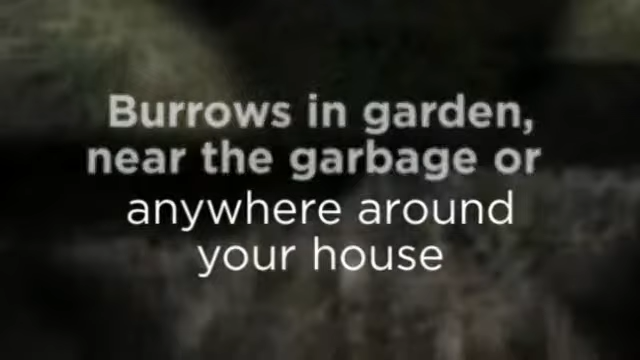 Burrows in garden,
near the garbage or
anywhere around
your house